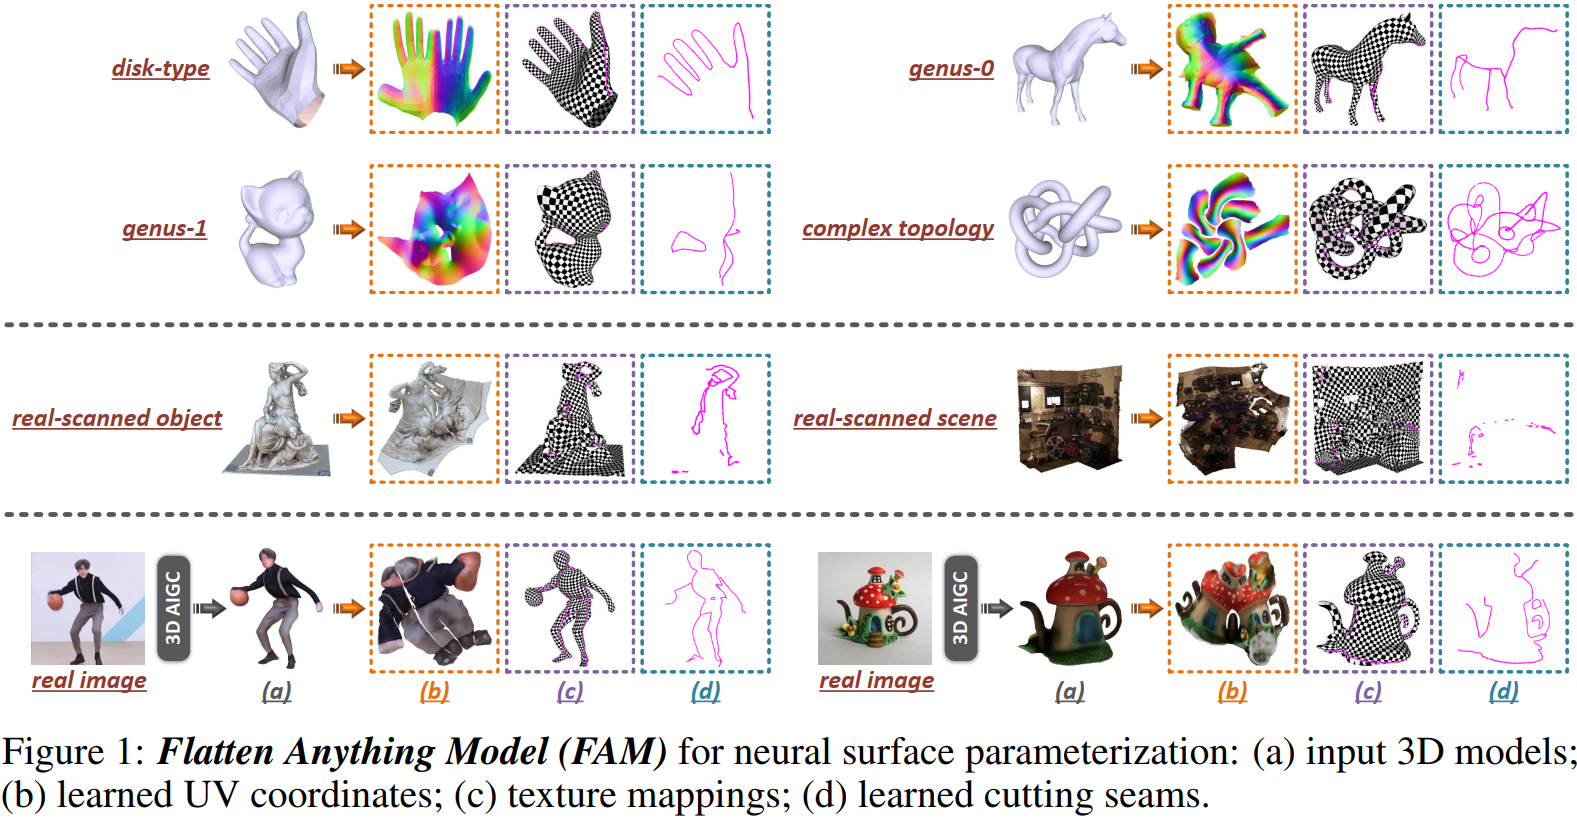 disk-type
genus-0
genus-1
complex topology
real-scanned object
real-scanned scene
3D AIGC
3D AIGC
real image
(a)
(b)
(c)
(d)
real image
(a)
(b)
(c)
(d)
Figure 1: Flatten Anything Model (FAM) for neural surface parameterization: (a) input 3D models;
(b) learned UV coordinates; (c) texture mappings; (d) learned cutting seams.